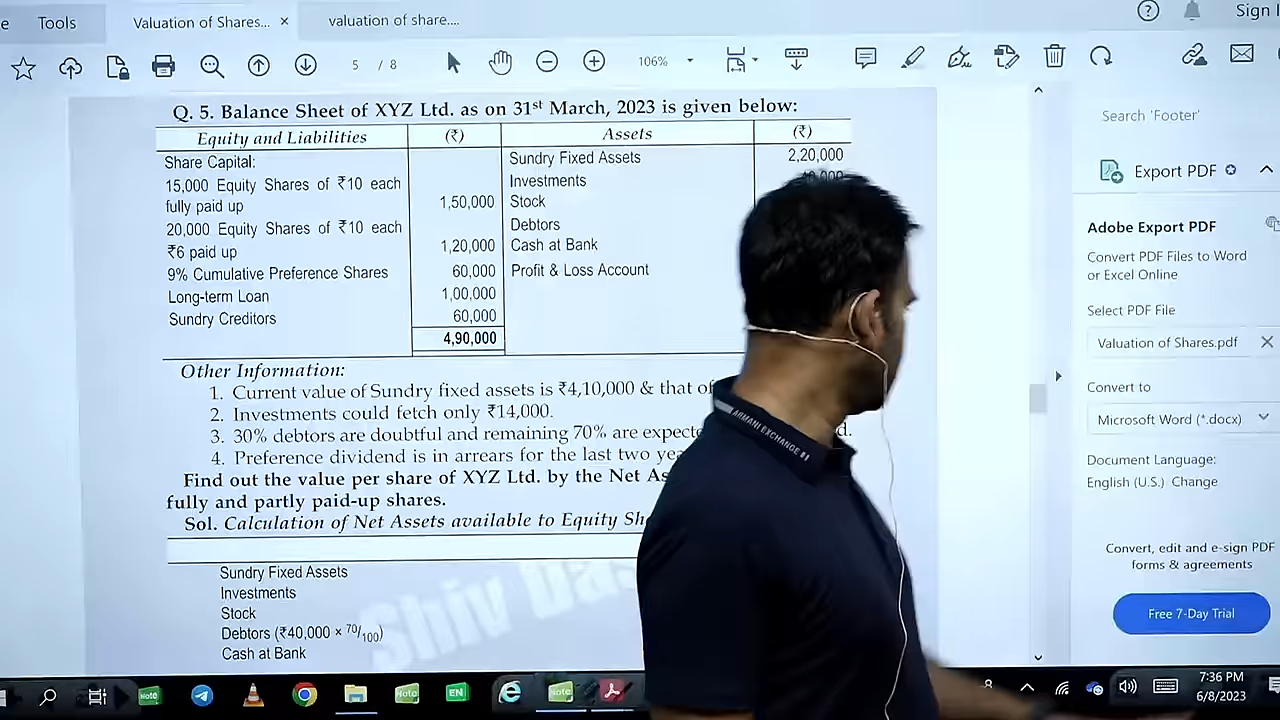 Tools
Valuation of Shares... ×
valuation of share....
Sign
5 / 8
106%
Q. 5. Balance Sheet of XYZ Ltd. as on 31st March, 2023 is given below:
Equity and Liabilities (₹) Assets (₹)
Share Capital: Sundry Fixed Assets 2,20,000
15,000 Equity Shares of ₹10 each Investments
fully paid up 1,50,000 Stock
20,000 Equity Shares of ₹10 each Debtors
₹6 paid up 1,20,000 Cash at Bank
9% Cumulative Preference Shares 60,000 Profit & Loss Account
Long-term Loan 1,00,000
Sundry Creditors 60,000
4,90,000
Other Information:
1. Current value of Sundry fixed assets is ₹4,10,000 & that of
2. Investments could fetch only ₹14,000.
3. 30% debtors are doubtful and remaining 70% are
4. Preference dividend is in arrears for the last two
Find out the value per share of XYZ Ltd. by the Net
fully and partly paid-up shares.
Sol. Calculation of Net Assets available to Equity
Sundry Fixed Assets
Investments
Stock
Debtors (₹40,000 × 70/100)
Cash at Bank
Shiv
ARMANI EXCHANGE
Search 'Footer'
Export PDF
Adobe Export PDF
Convert PDF Files to Word
or Excel Online
Select PDF File
Valuation of Shares.pdf ×
Convert to
Microsoft Word (*.docx)
Document Language:
English (U.S.) Change
Convert, edit and e-sign PDF
forms & agreements
Free 7-Day Trial
Note
Note
EN
Note
7:36 PM
6/8/2023